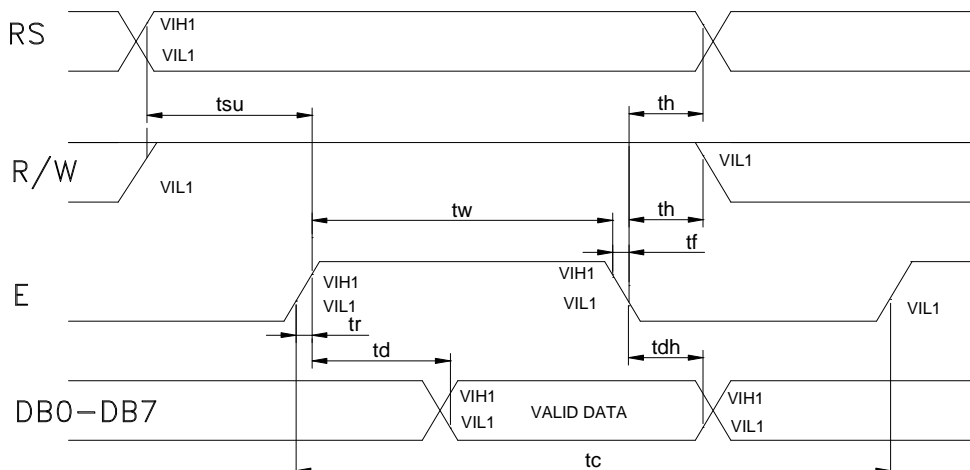 RS
VIH1
VIL1
tsu
th
R/W
VIL1
VIL1
tw
th
tf
E
VIH1
VIL1
VIH1
VIL1
VIL1
tr
td
tdh
DB0-DB7
VIH1
VIL1
VALID DATA
VIH1
VIL1
tc